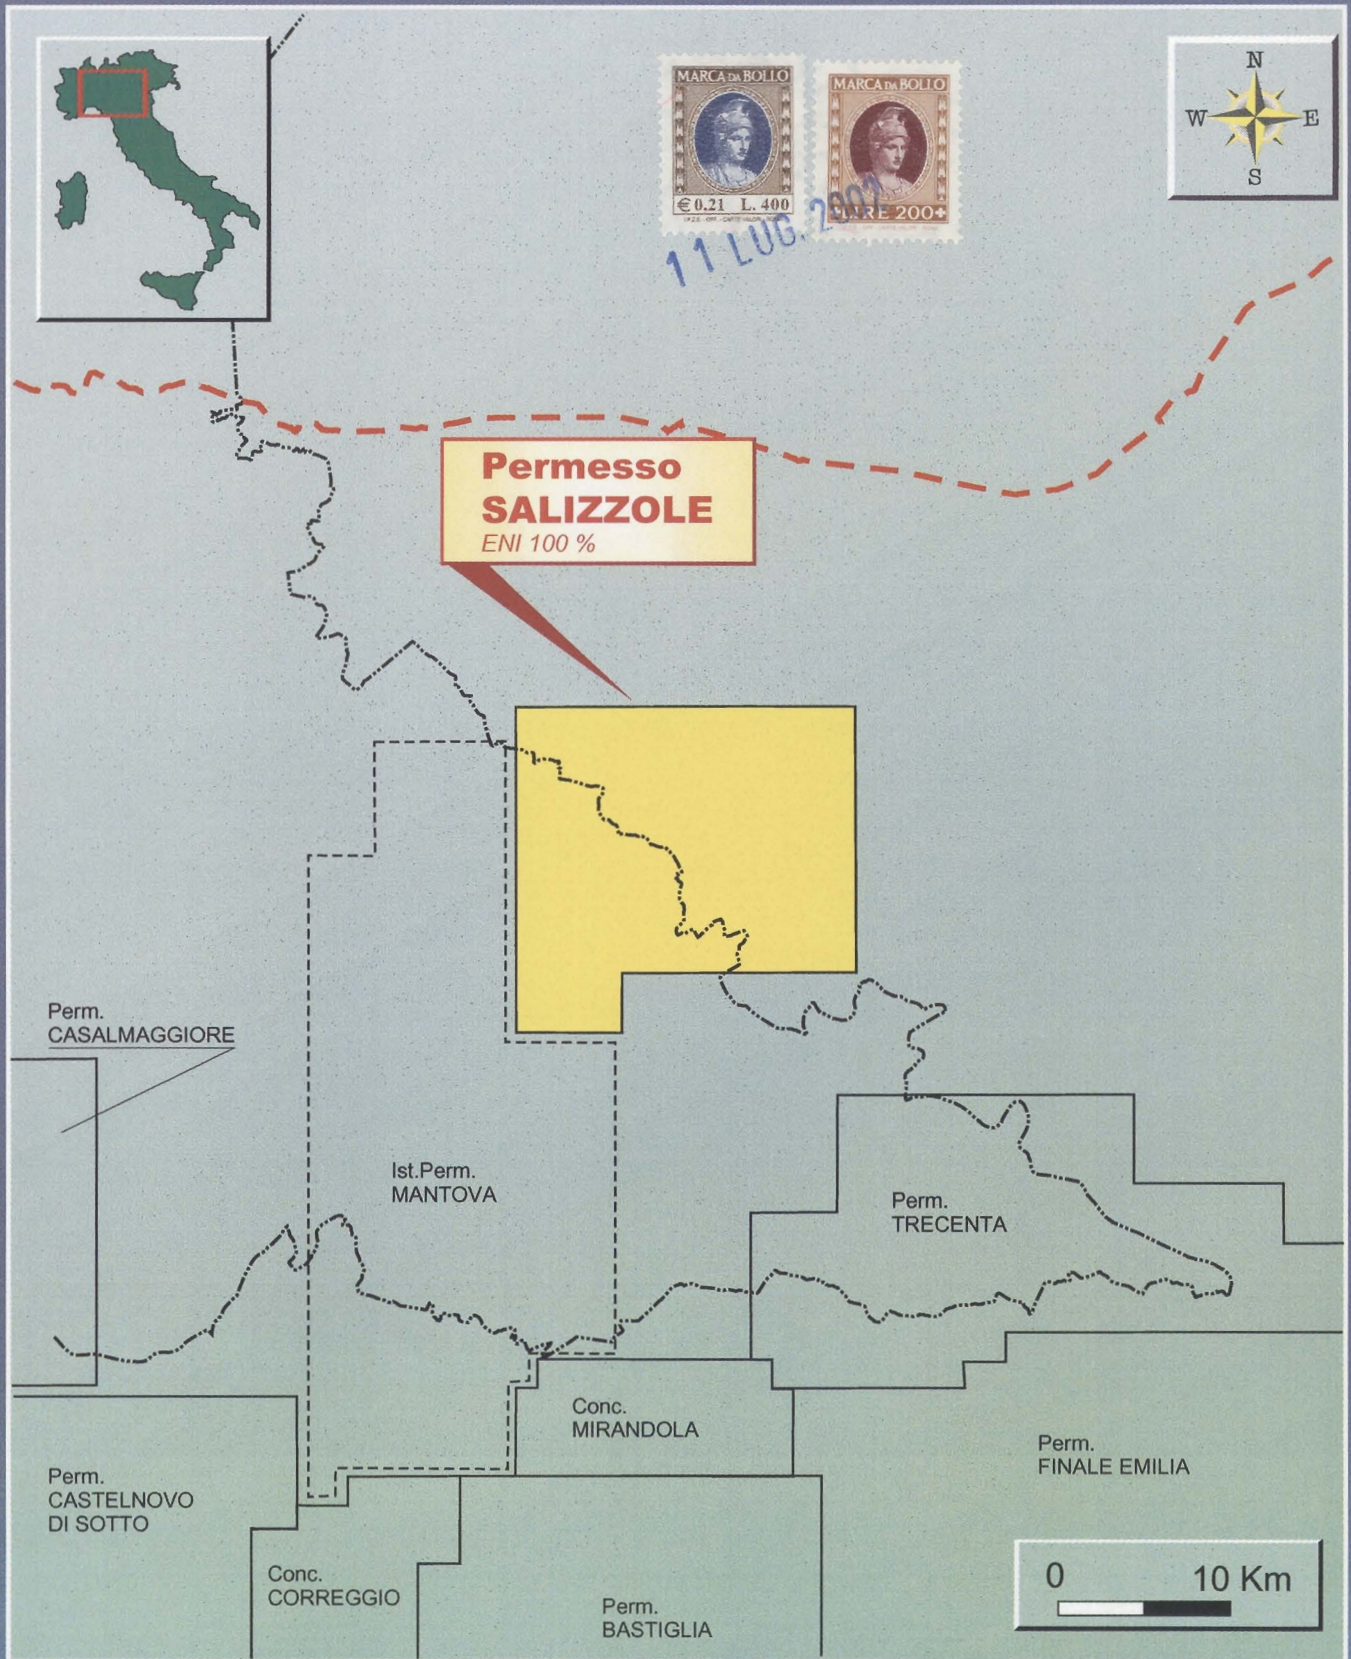 MARCA DA BOLLO
€ 0.21 L. 400
MARCA DA BOLLO
LIRE 200+
11 LUG. 2002
N
W E
S
Permesso
SALIZZOLE
ENI 100 %
Perm.
CASALMAGGIORE
Ist.Perm.
MANTOVA
Perm.
TRECENTA
Conc.
MIRANDOLA
Perm.
FINALE EMILIA
Perm.
CASTELNOVO
DI SOTTO
Conc.
CORREGGIO
Perm.
BASTIGLIA
0 10 Km